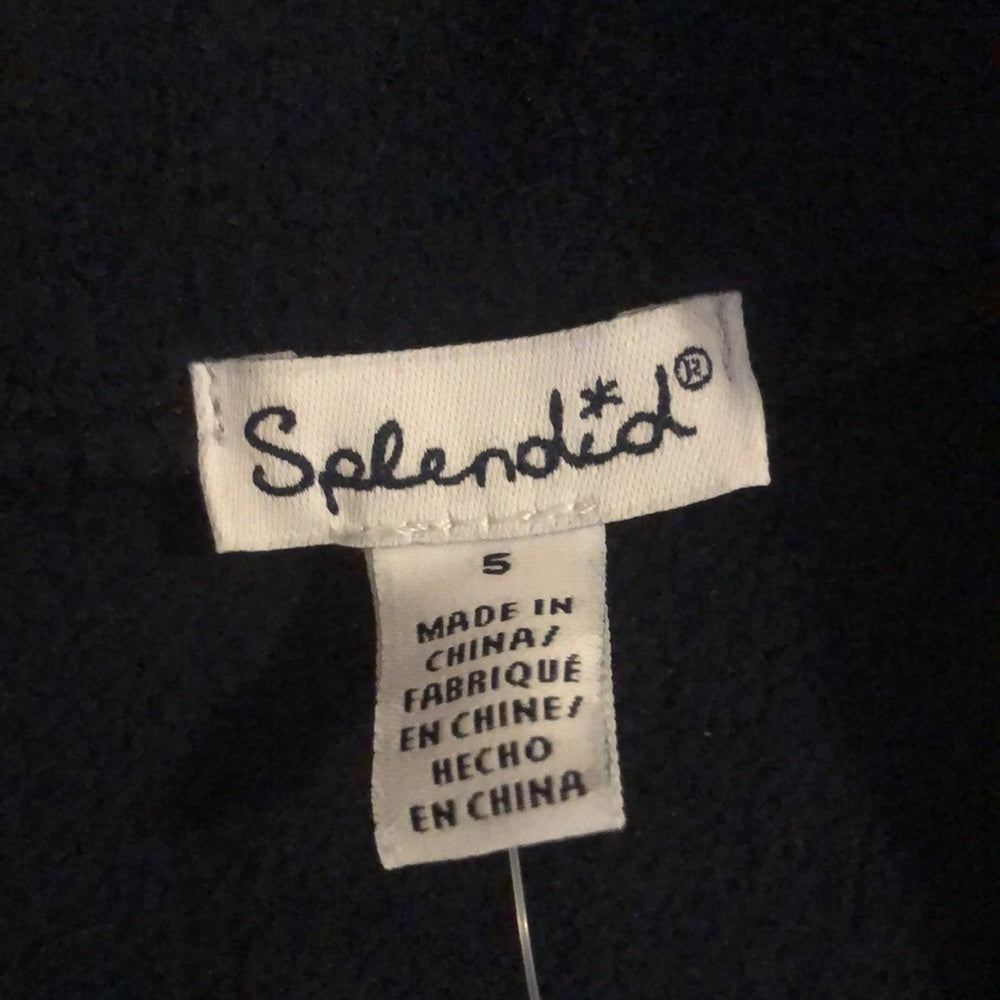 Splendid®
5
MADE IN
CHINA/
FABRIQUÉ
EN CHINE/
HECHO
EN CHINA